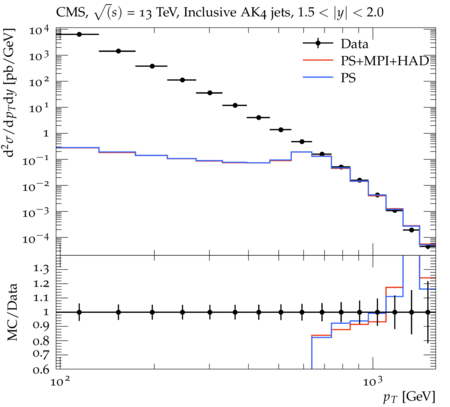 CMS, √(s) = 13 TeV, Inclusive AK4 jets, 1.5 < |y| < 2.0
d²σ/dp_T dy [pb/GeV]
10⁴
10³
10²
10¹
1
10⁻¹
10⁻²
10⁻³
10⁻⁴
Data
PS+MPI+HAD
PS
MC/Data
1.3
1.2
1.1
1
0.9
0.8
0.7
0.6
10² 10³
p_T [GeV]